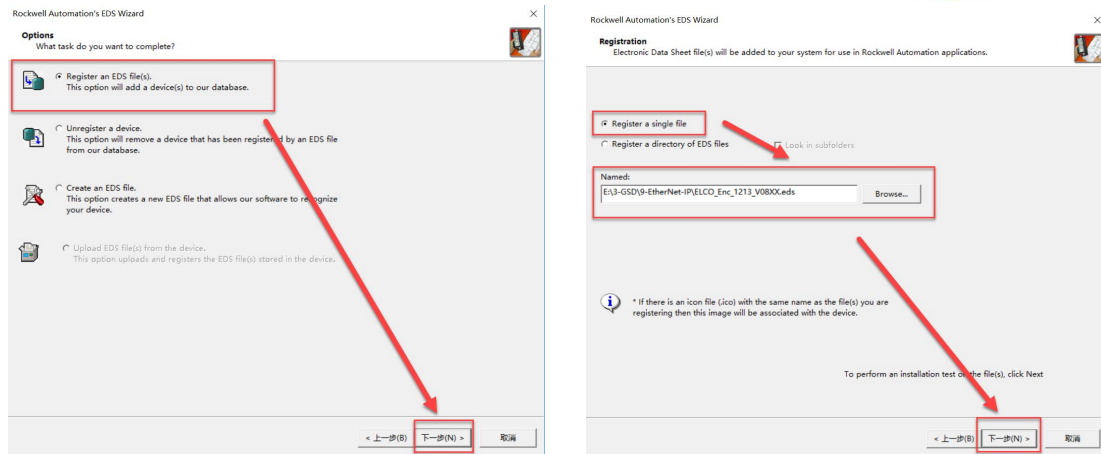 Rockwell Automation's EDS Wizard
Options
What task do you want to complete?
Register an EDS file(s).
This option will add a device(s) to our database.
Unregister a device.
This option will remove a device that has been registered by an EDS file
from our database.
Create an EDS file.
This option creates a new EDS file that allows our software to recognize
your device.
Upload EDS file(s) from the device.
This option uploads and registers the EDS file(s) stored in the device.
< 上一步(B)
下一步(N) >
取消
Rockwell Automation's EDS Wizard
Registration
Electronic Data Sheet file(s) will be added to your system for use in Rockwell Automation applications.
Register a single file
Register a directory of EDS files
Look in subfolders
Named:
E:\3-GSD\9-EtherNet-IP\ELCO_Enc_1213_V08XX.eds
Browse...
* If there is an icon file (.ico) with the same name as the file(s) you are
registering then this image will be associated with the device.
To perform an installation test on the file(s), click Next
< 上一步(B)
下一步(N) >
取消